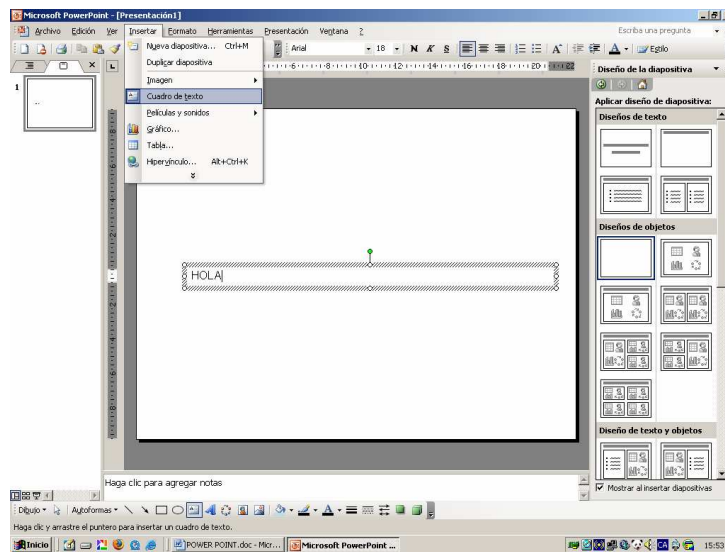 Microsoft PowerPoint - [Presentación1]
Archivo Edición Ver Insertar Formato Herramientas Presentación Ventana ?
Escriba una pregunta
Arial 18 N K S Estilo
Nueva diapositiva... Ctrl+M
Duplicar diapositiva
Imagen
Cuadro de texto
Películas y sonidos
Gráfico...
Tabla...
Hipervínculo... Alt+Ctrl+K
1
HOLA
Diseño de la diapositiva
Aplicar diseño de diapositiva:
Diseños de texto
Diseños de objetos
Diseño de texto y objetos
Mostrar al insertar diapositivas
Haga clic para agregar notas
Dibujo Autoformas
Haga clic y arrastre el puntero para insertar un cuadro de texto.
Inicio
POWER POINT.doc - Micr...
Microsoft PowerPoint ...
CA
15:53